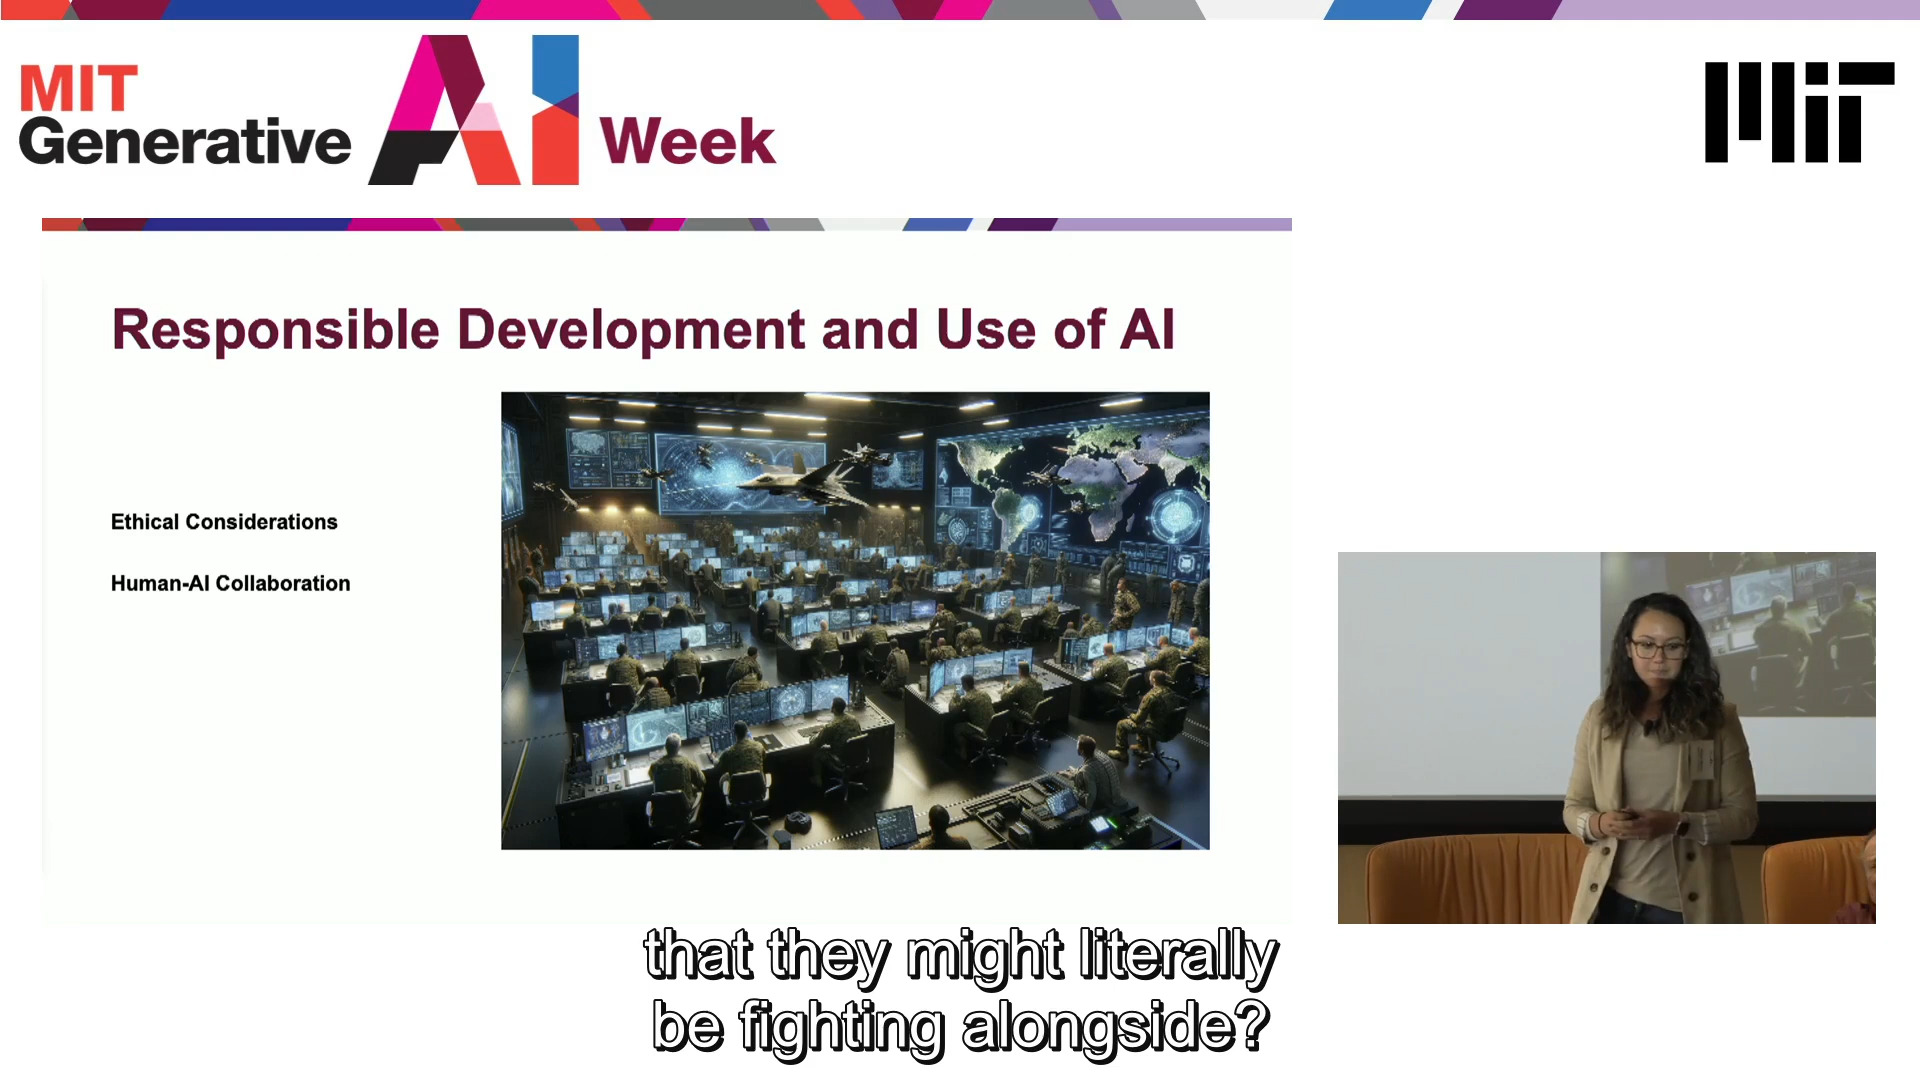 MIT
Generative AI Week
MIT
Responsible Development and Use of AI
Ethical Considerations
Human-AI Collaboration
that they might literally
be fighting alongside?